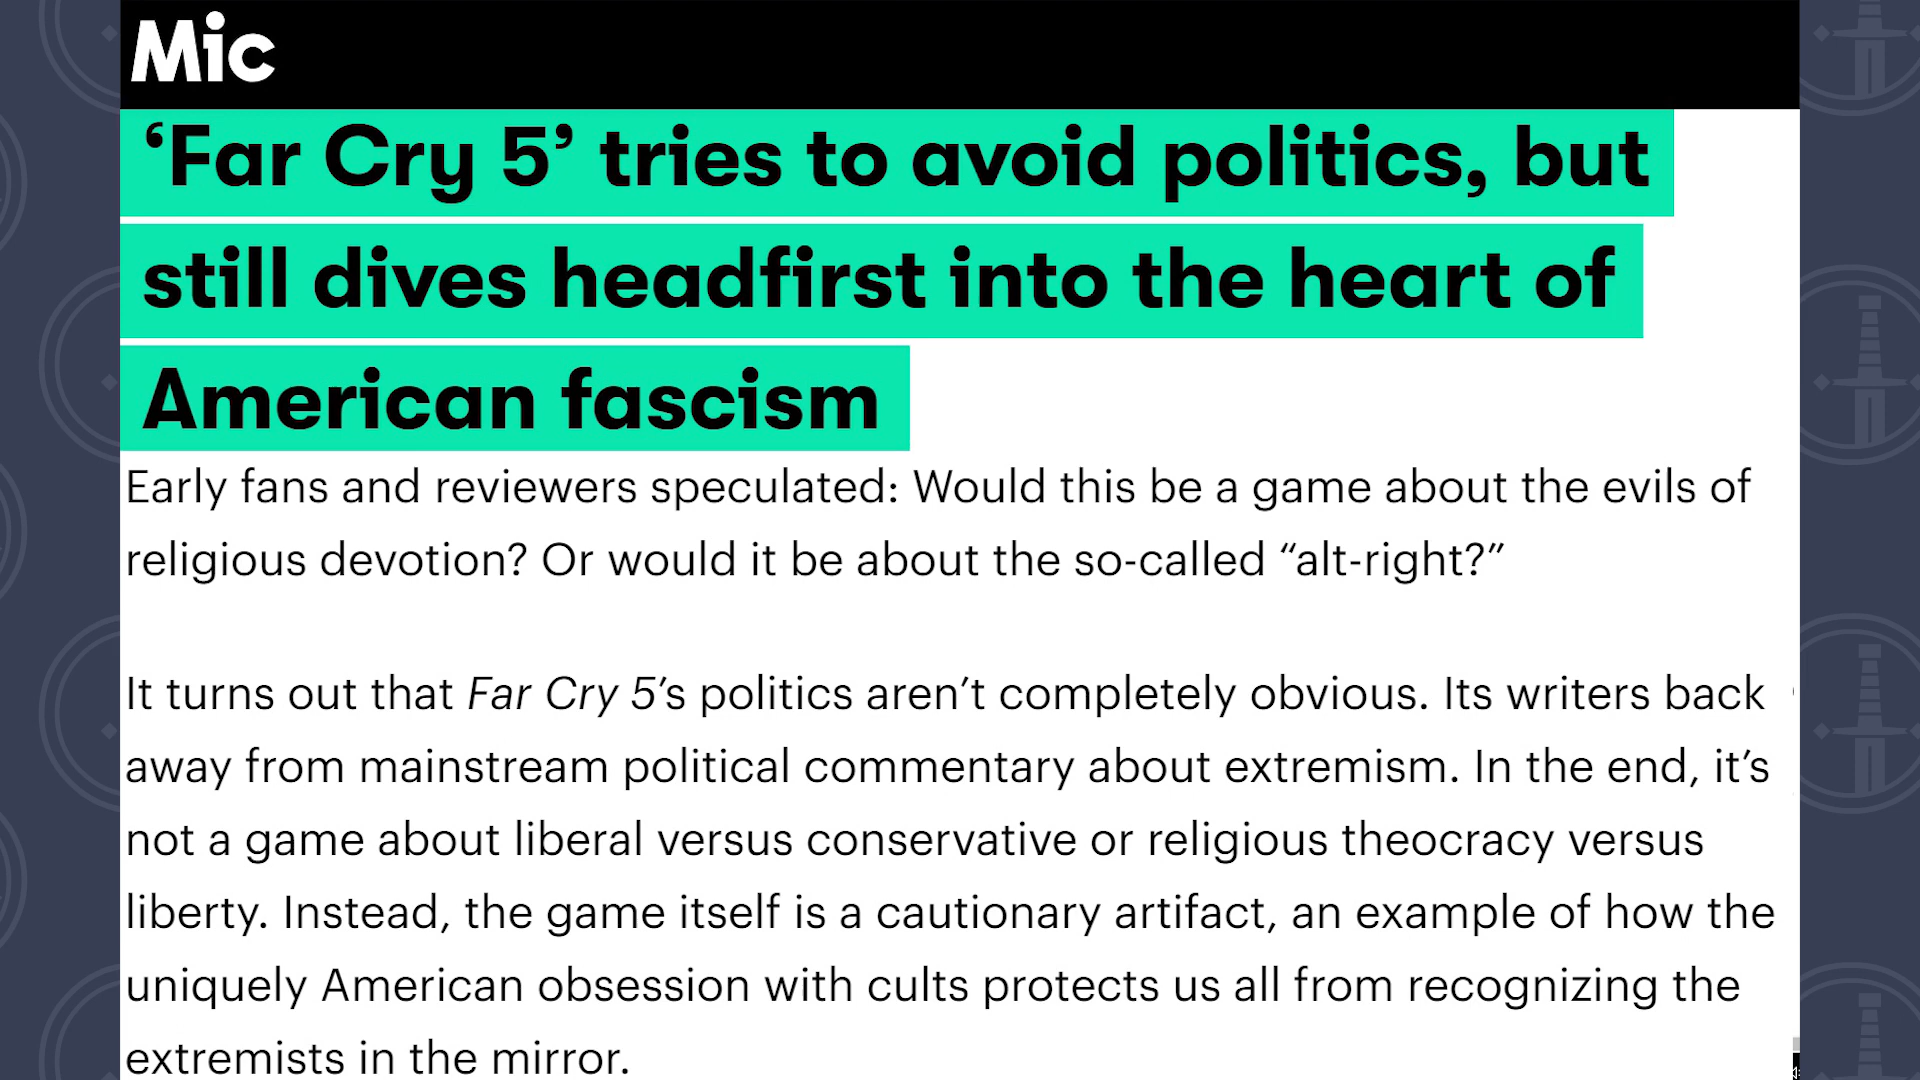 Mic
‘Far Cry 5’ tries to avoid politics, but
still dives headfirst into the heart of
American fascism
Early fans and reviewers speculated: Would this be a game about the evils of
religious devotion? Or would it be about the so-called “alt-right?”
It turns out that Far Cry 5’s politics aren’t completely obvious. Its writers back
away from mainstream political commentary about extremism. In the end, it’s
not a game about liberal versus conservative or religious theocracy versus
liberty. Instead, the game itself is a cautionary artifact, an example of how the
uniquely American obsession with cults protects us all from recognizing the
extremists in the mirror.